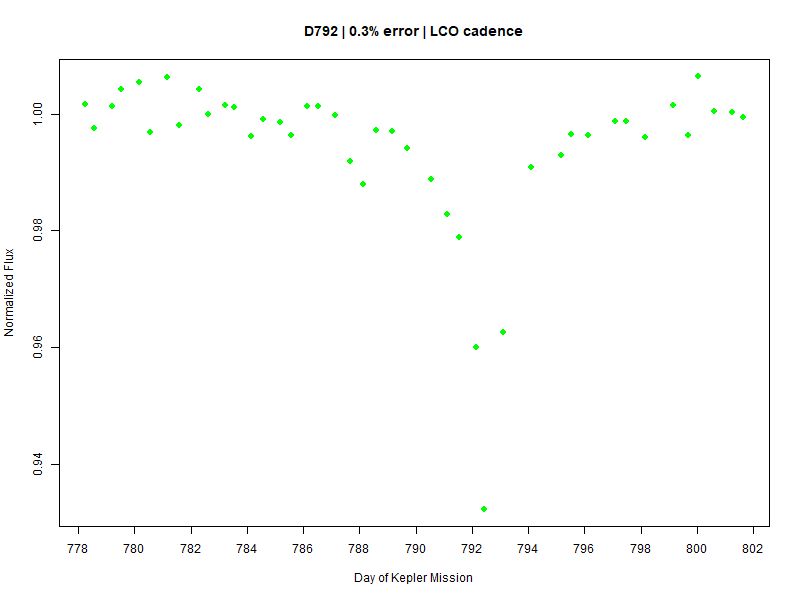 D792 | 0.3% error | LCO cadence
1.00
0.98
0.96
0.94
Normalized Flux
778 780 782 784 786 788 790 792 794 796 798 800 802
Day of Kepler Mission